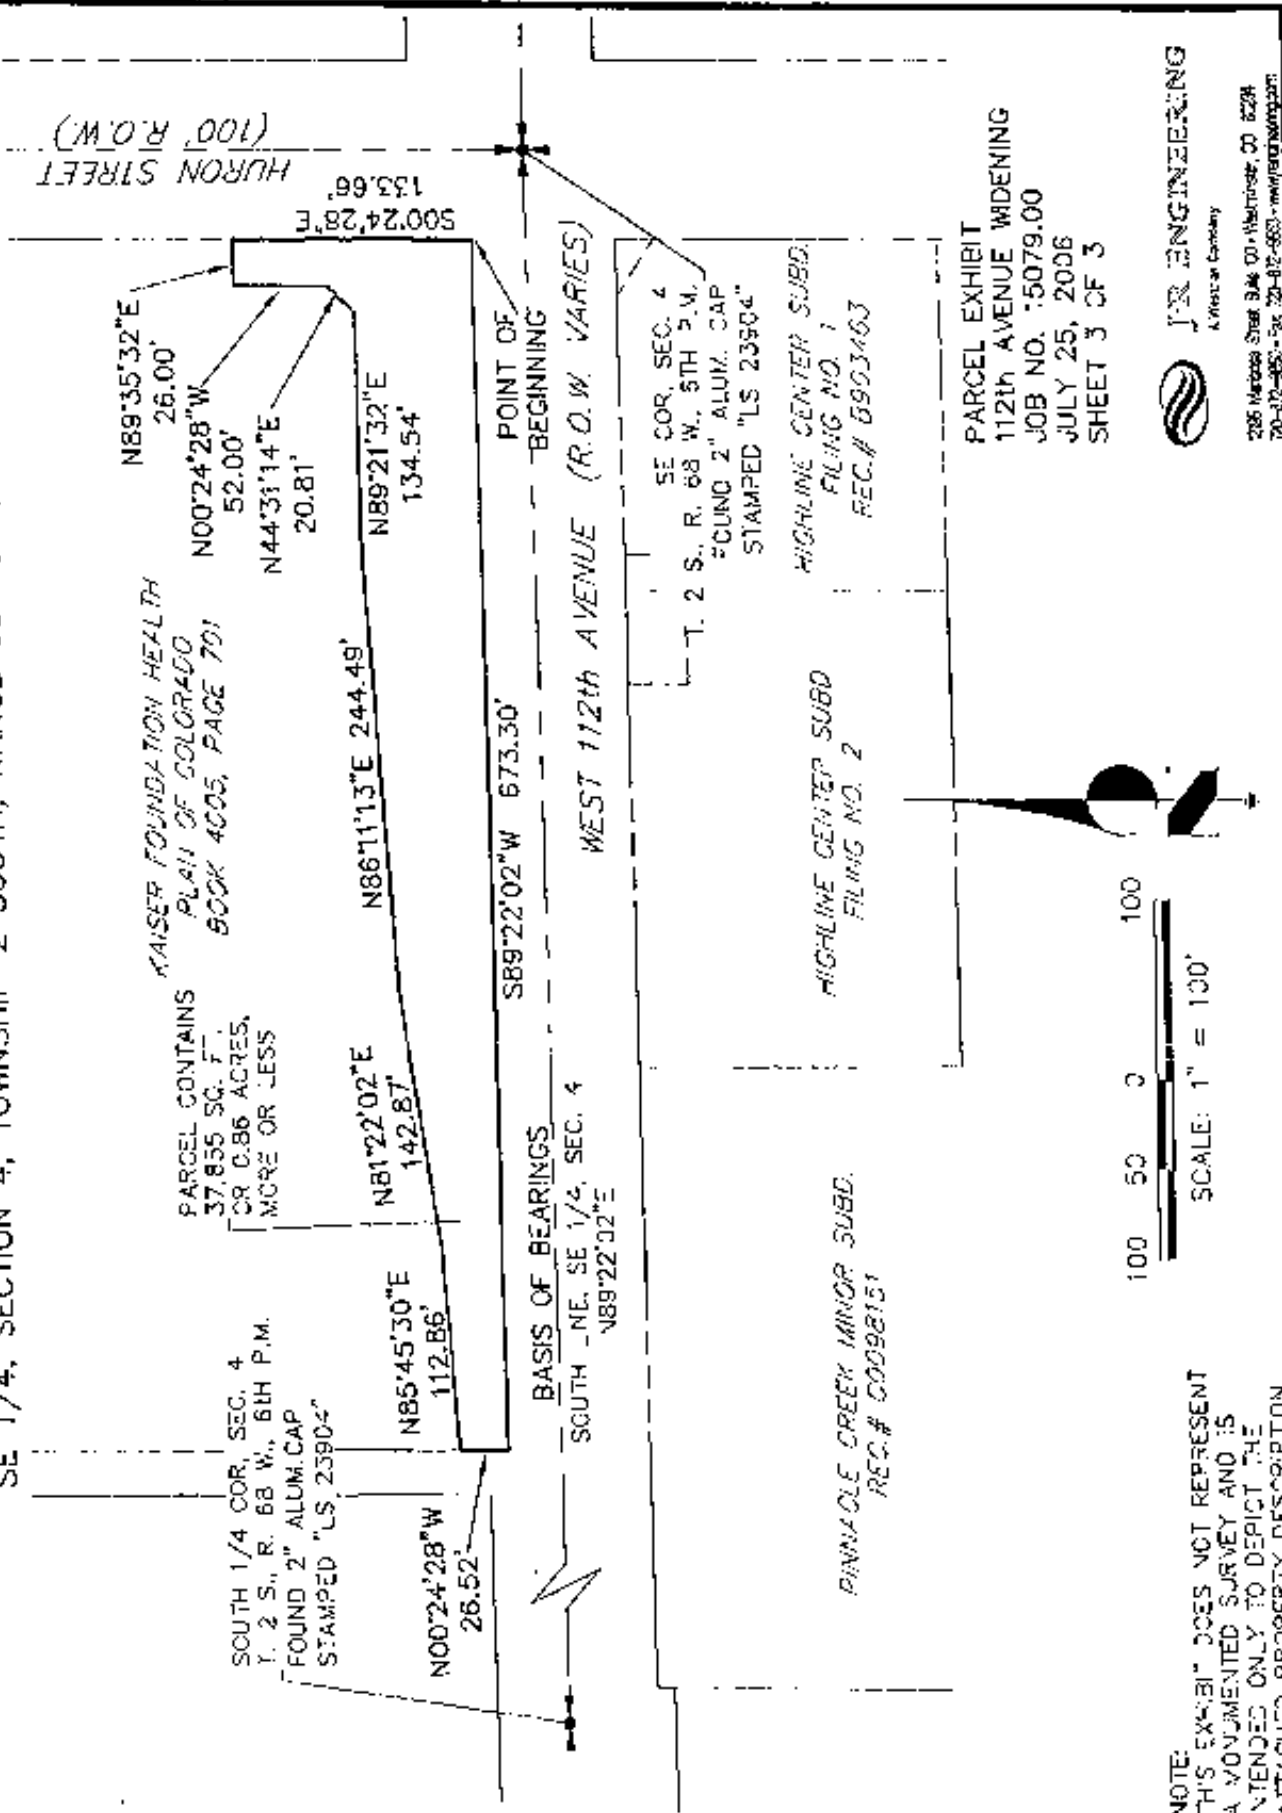 SE 1/4, SECTION 4, TOWNSHIP 2 SOUTH,
HURON STREET
(100' R.O.W.)
N89°35'32"E
26.00'
N00°24'28"W
52.00'
N44°31'14"E
20.81'
S00°24'28"E
133.66'
N89°21'32"E
134.54'
POINT OF
BEGINNING
KAISER FOUNDATION HEALTH
PLAN OF COLORADO
BOOK 4005, PAGE 701
N86°11'13"E 244.49'
S89°22'02"W 673.30'
PARCEL CONTAINS
37,855 SQ. FT.
OR 0.86 ACRES,
MORE OR LESS
N81°22'02"E
142.87'
N85°45'30"E
112.86'
SOUTH 1/4 COR, SEC. 4
T. 2 S., R. 68 W., 6TH P.M.
FOUND 2" ALUM.CAP
STAMPED "LS 23904"
N00°24'28"W
26.52'
BASIS OF BEARINGS
SOUTH LINE, SE 1/4, SEC. 4
N89°22'02"E
WEST 112th AVENUE (R.O.W. VARIES)
SE COR, SEC. 4
T. 2 S., R. 68 W., 6TH P.M.
FOUND 2" ALUM. CAP
STAMPED "LS 23904"
HIGHLINE CENTER SUBD.
FILING NO. 1
HIGHLINE CENTER SUBD
FILING NO. 2
PINNACLE CREEK MINOR SUBD.
REC.# C0098151
PARCEL EXHIBIT
112th AVENUE WIDENING
JOB NO. 15079.00
JULY 25, 2006
SHEET 3 OF 3
JR ENGINEERING
A Westrian Company
100 50 0 100
SCALE: 1" = 100'
NOTE:
THIS EXHIBIT DOES NOT REPRESENT
A MONUMENTED SURVEY AND IS
INTENDED ONLY TO DEPICT THE
ATTACHED PROPERTY DESCRIPTION